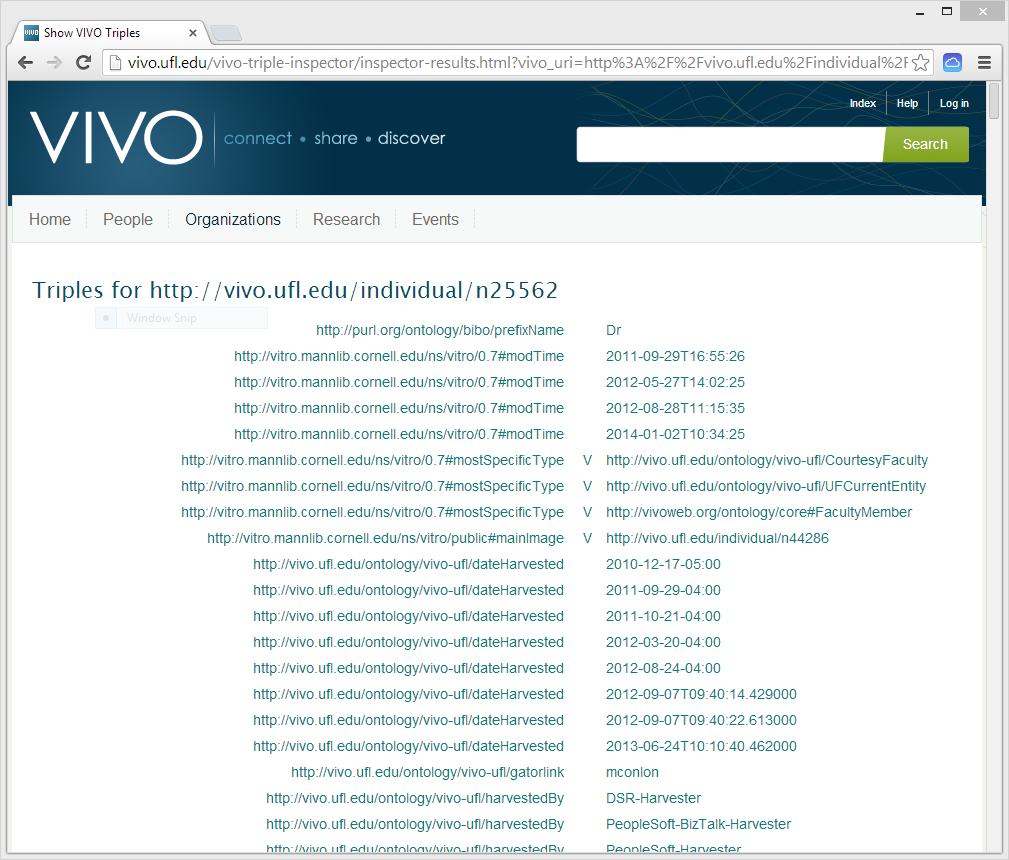 Show VIVO Triples
vivo.ufl.edu/vivo-triple-inspector/inspector-results.html?vivo_uri=http%3A%2F%2Fvivo.ufl.edu%2Findividual%2F
Index Help Log in
VIVO connect • share • discover
Search
Home People Organizations Research Events
Triples for http://vivo.ufl.edu/individual/n25562
Window Snip
http://purl.org/ontology/bibo/prefixName Dr
http://vitro.mannlib.cornell.edu/ns/vitro/0.7#modTime 2011-09-29T16:55:26
http://vitro.mannlib.cornell.edu/ns/vitro/0.7#modTime 2012-05-27T14:02:25
http://vitro.mannlib.cornell.edu/ns/vitro/0.7#modTime 2012-08-28T11:15:35
http://vitro.mannlib.cornell.edu/ns/vitro/0.7#modTime 2014-01-02T10:34:25
http://vitro.mannlib.cornell.edu/ns/vitro/0.7#mostSpecificType V http://vivo.ufl.edu/ontology/vivo-ufl/CourtesyFaculty
http://vitro.mannlib.cornell.edu/ns/vitro/0.7#mostSpecificType V http://vivo.ufl.edu/ontology/vivo-ufl/UFCurrentEntity
http://vitro.mannlib.cornell.edu/ns/vitro/0.7#mostSpecificType V http://vivoweb.org/ontology/core#FacultyMember
http://vitro.mannlib.cornell.edu/ns/vitro/public#mainImage V http://vivo.ufl.edu/individual/n44286
http://vivo.ufl.edu/ontology/vivo-ufl/dateHarvested 2010-12-17-05:00
http://vivo.ufl.edu/ontology/vivo-ufl/dateHarvested 2011-09-29-04:00
http://vivo.ufl.edu/ontology/vivo-ufl/dateHarvested 2011-10-21-04:00
http://vivo.ufl.edu/ontology/vivo-ufl/dateHarvested 2012-03-20-04:00
http://vivo.ufl.edu/ontology/vivo-ufl/dateHarvested 2012-08-24-04:00
http://vivo.ufl.edu/ontology/vivo-ufl/dateHarvested 2012-09-07T09:40:14.429000
http://vivo.ufl.edu/ontology/vivo-ufl/dateHarvested 2012-09-07T09:40:22.613000
http://vivo.ufl.edu/ontology/vivo-ufl/dateHarvested 2013-06-24T10:10:40.462000
http://vivo.ufl.edu/ontology/vivo-ufl/gatorlink mconlon
http://vivo.ufl.edu/ontology/vivo-ufl/harvestedBy DSR-Harvester
http://vivo.ufl.edu/ontology/vivo-ufl/harvestedBy PeopleSoft-BizTalk-Harvester
http://vivo.ufl.edu/ontology/vivo-ufl/harvestedBy PeopleSoft-Harvester